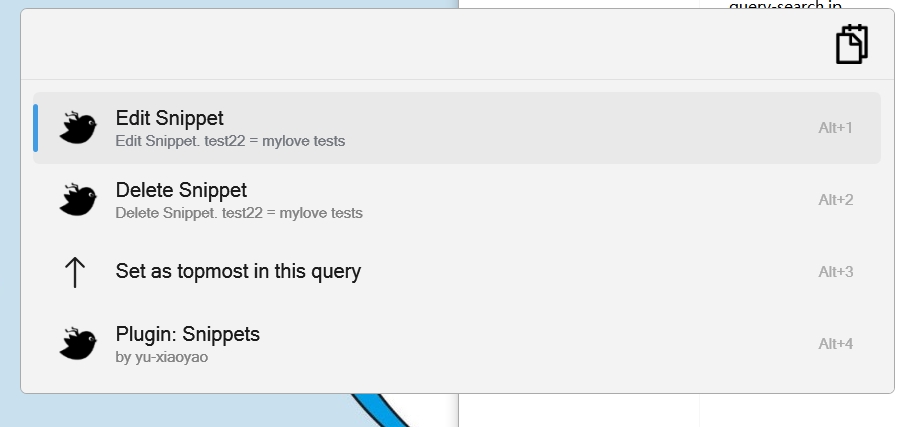 query-search.ip
Edit Snippet
Edit Snippet. test22 = mylove tests
Alt+1
Delete Snippet
Delete Snippet. test22 = mylove tests
Alt+2
Set as topmost in this query
Alt+3
Plugin: Snippets
by yu-xiaoyao
Alt+4